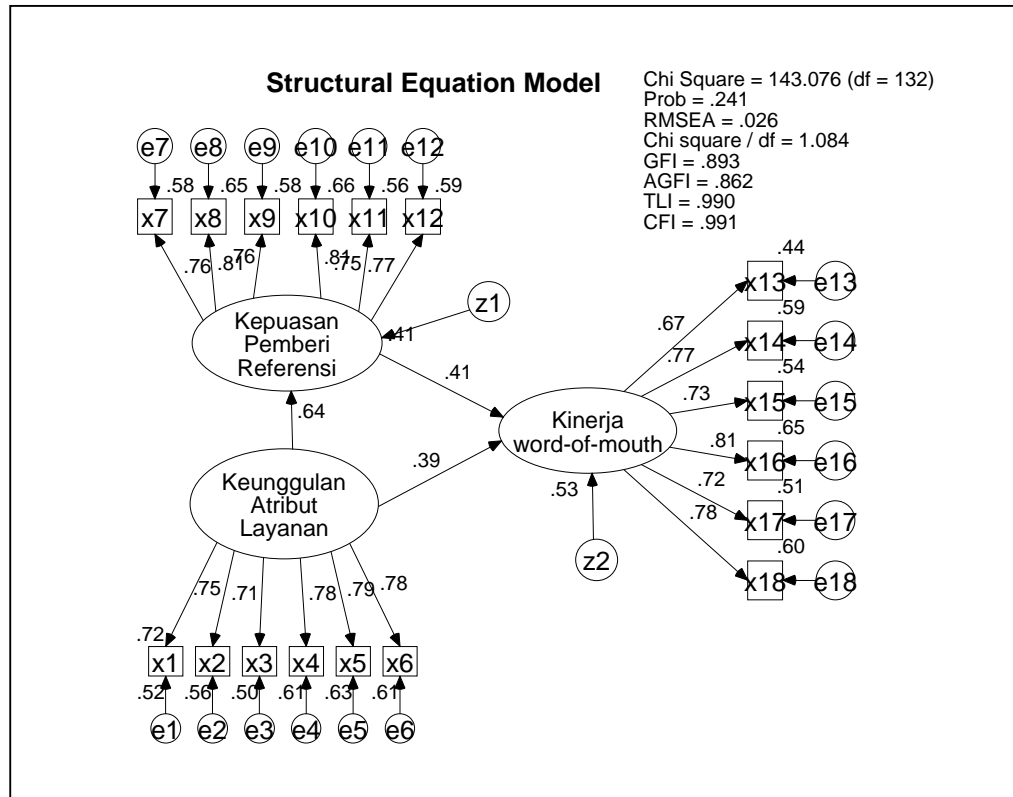 Structural Equation Model
Chi Square = 143.076 (df = 132)
Prob = .241
RMSEA = .026
Chi square / df = 1.084
GFI = .893
AGFI = .862
TLI = .990
CFI = .991
e7 e8 e9 e10 e11 e12
.58 .65 .58 .66 .56 .59
x7 x8 x9 x10 x11 x12
.76 .81 .76 .81 .75 .77
z1
Kepuasan
Pemberi
Referensi
.41
.41
.64
.39
Keunggulan
Atribut
Layanan
Kinerja
word-of-mouth
.53
z2
.44
x13 e13
.67
.59
x14 e14
.77
.54
x15 e15
.73
.65
x16 e16
.81
.51
x17 e17
.72
.60
x18 e18
.78
.72 .75 .71 .78 .79 .78
x1 x2 x3 x4 x5 x6
.52 .56 .50 .61 .63 .61
e1 e2 e3 e4 e5 e6